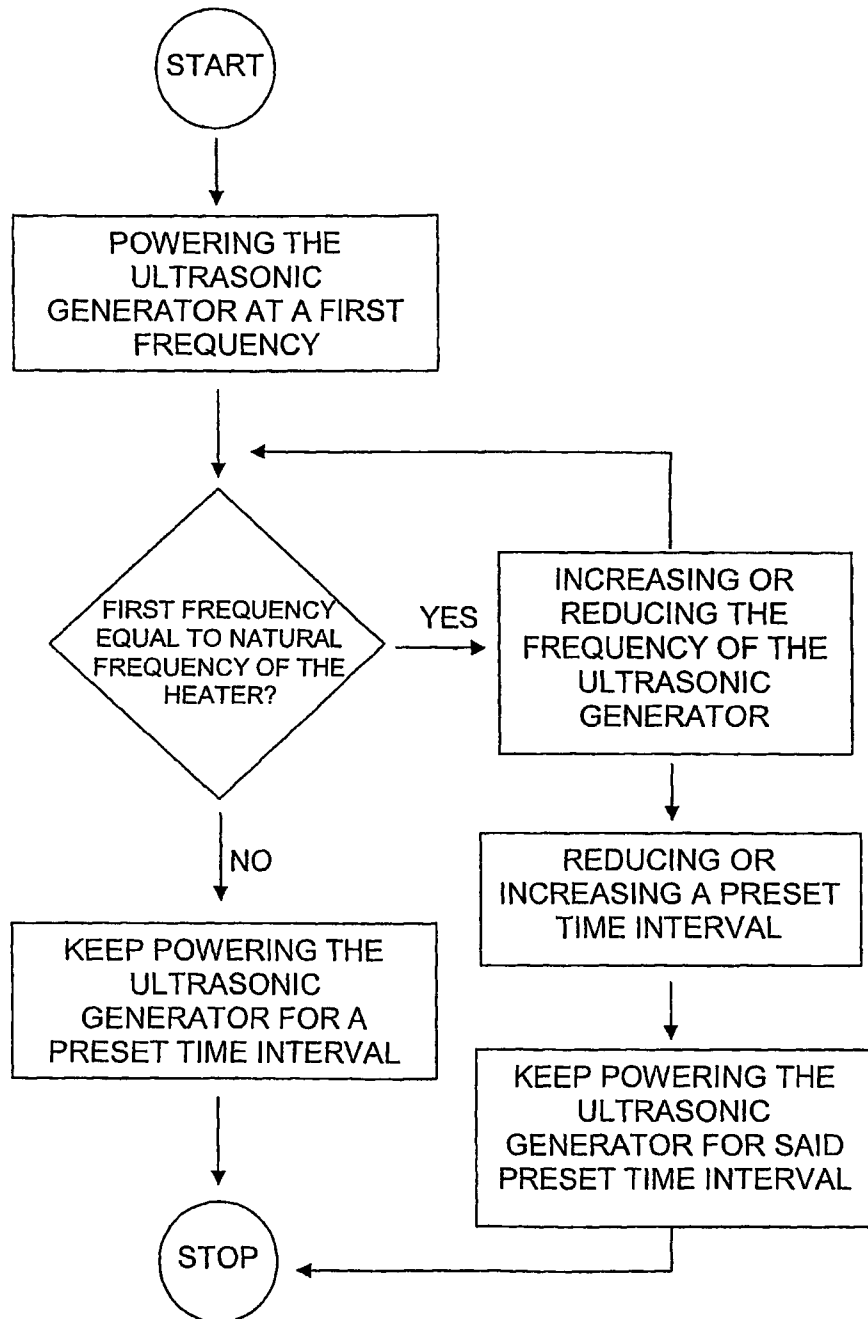 START
POWERING THE
ULTRASONIC
GENERATOR AT A FIRST
FREQUENCY
FIRST FREQUENCY
EQUAL TO NATURAL
FREQUENCY OF THE
HEATER?
YES
INCREASING OR
REDUCING THE
FREQUENCY OF THE
ULTRASONIC
GENERATOR
NO
REDUCING OR
INCREASING A PRESET
TIME INTERVAL
KEEP POWERING THE
ULTRASONIC
GENERATOR FOR A
PRESET TIME INTERVAL
KEEP POWERING THE
ULTRASONIC
GENERATOR FOR SAID
PRESET TIME INTERVAL
STOP